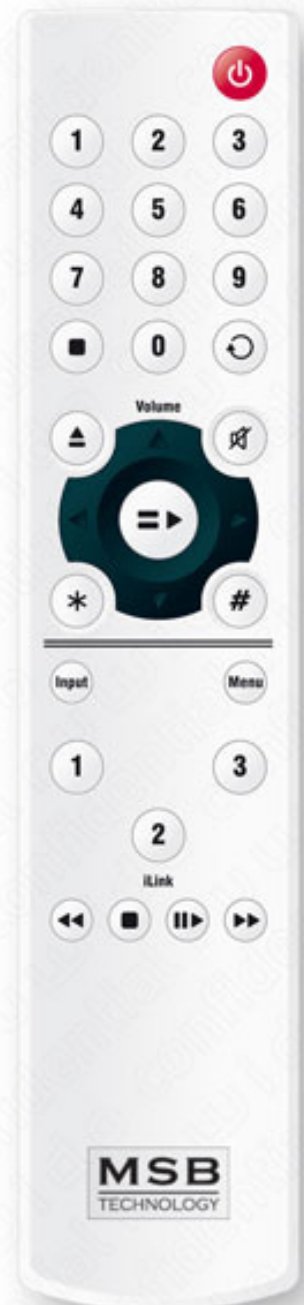 1 2 3
4 5 6
7 8 9
0
Volume
* #
Input Menu
1 3
2
iLink
MSB
TECHNOLOGY